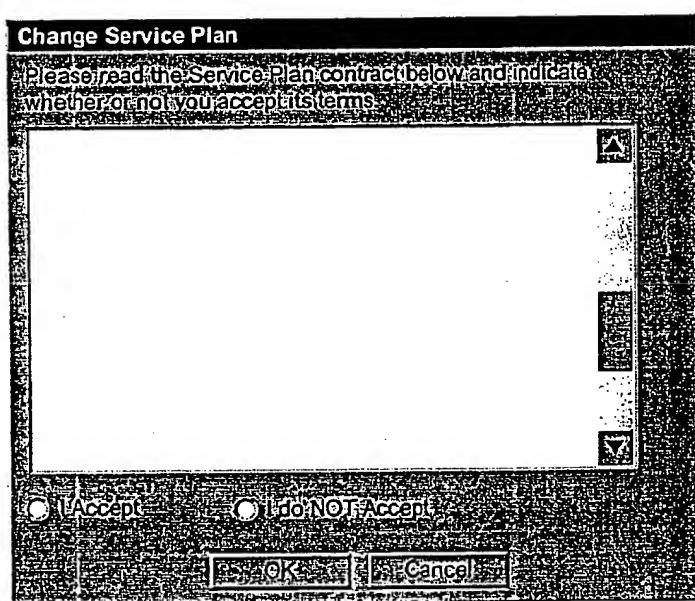 Change Service Plan
Please read the Service Plan contract below and indicate
whether or not you accept its terms.
I Accept I do NOT Accept
OK Cancel